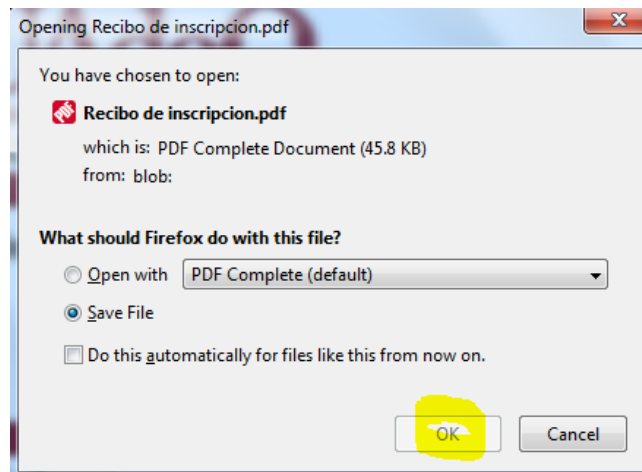 Opening Recibo de inscripcion.pdf
You have chosen to open:
PDF Recibo de inscripcion.pdf
which is: PDF Complete Document (45.8 KB)
from: blob:
What should Firefox do with this file?
Open with PDF Complete (default)
Save File
Do this automatically for files like this from now on.
OK Cancel